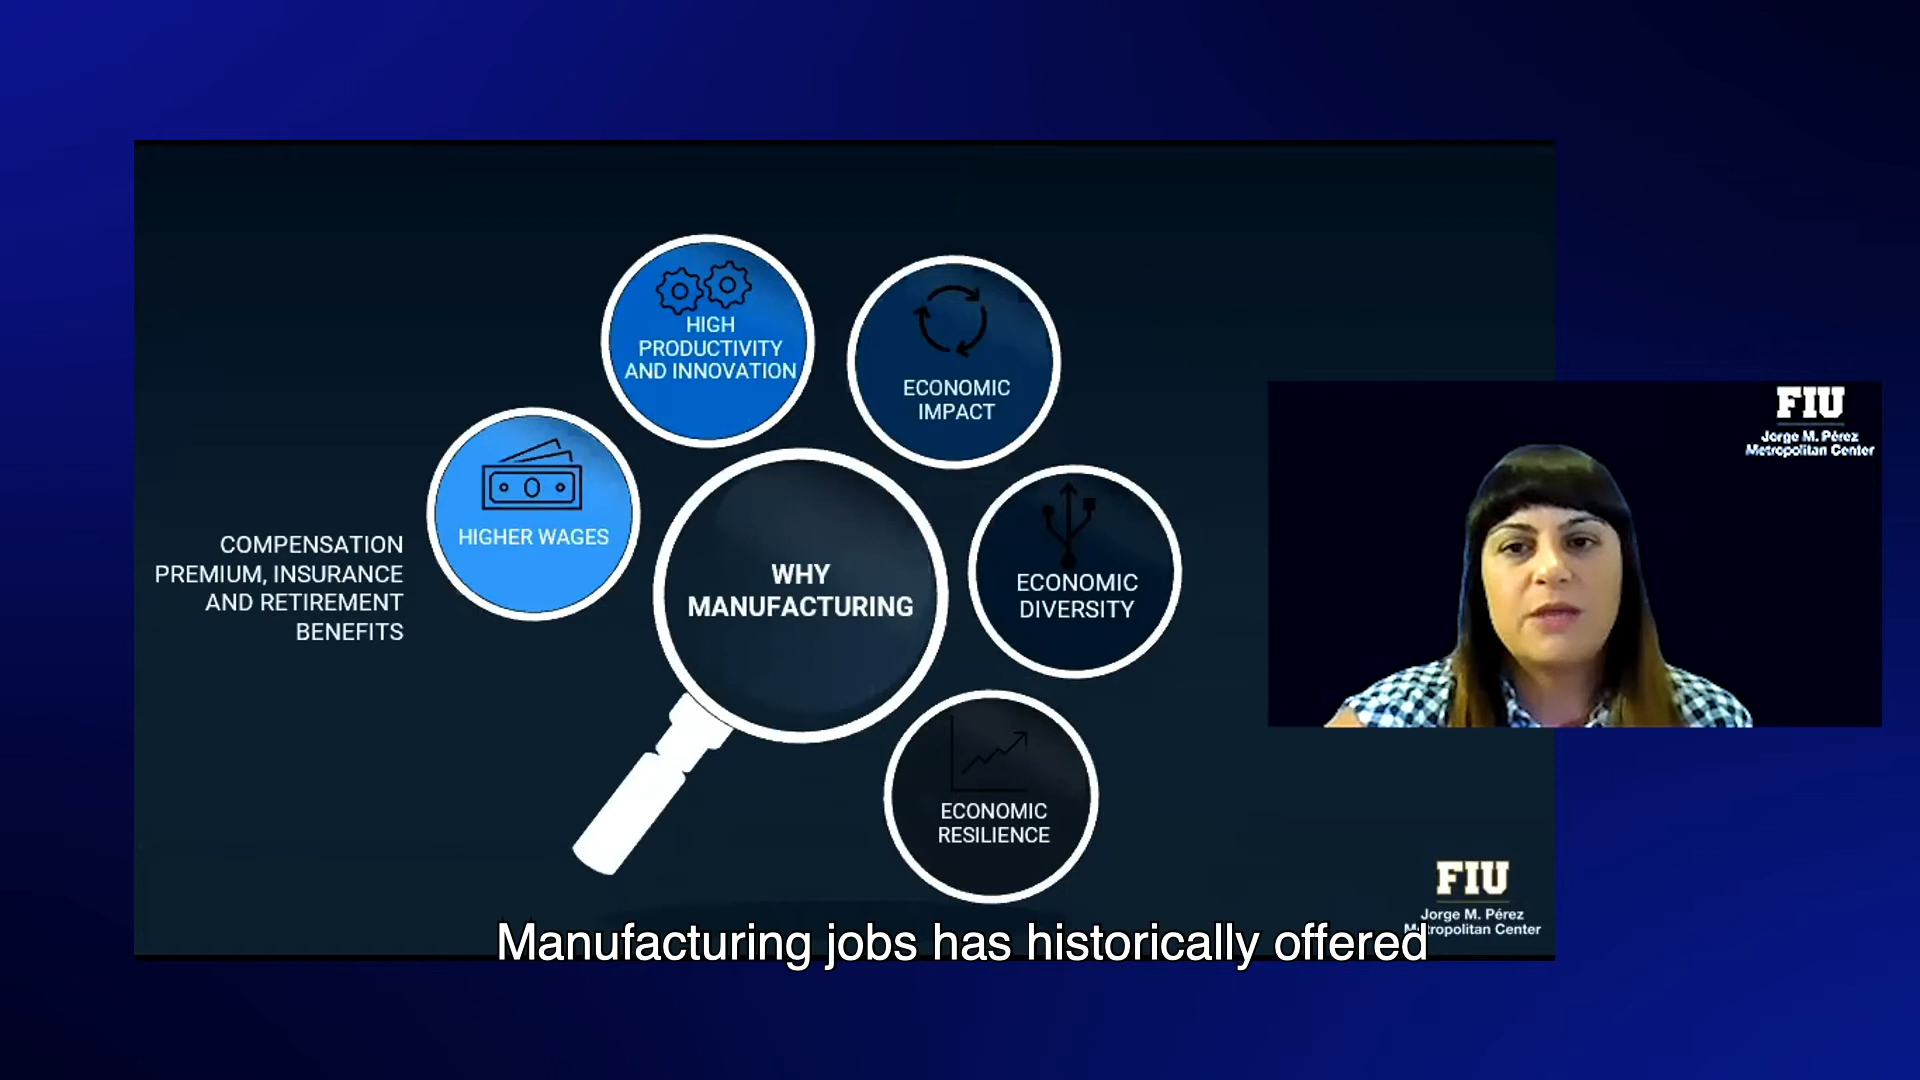 HIGH
PRODUCTIVITY
AND INNOVATION
ECONOMIC
IMPACT
HIGHER WAGES
COMPENSATION
PREMIUM, INSURANCE
AND RETIREMENT
BENEFITS
WHY
MANUFACTURING
ECONOMIC
DIVERSITY
ECONOMIC
RESILIENCE
FIU
Jorge M. Pérez
Metropolitan Center
FIU
Jorge M. Pérez
Metropolitan Center
Manufacturing jobs has historically offered